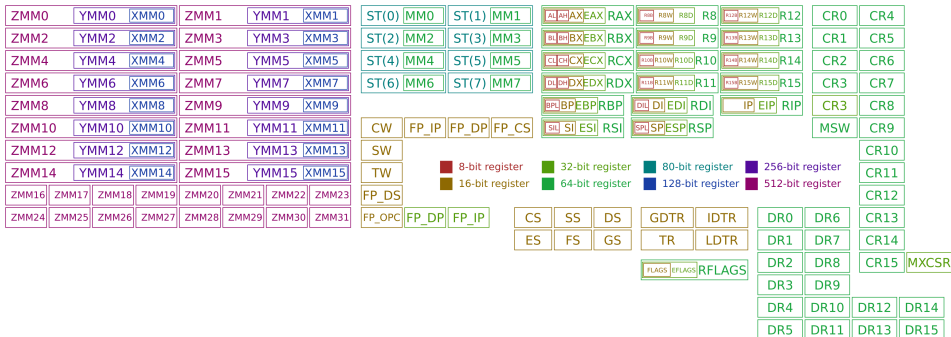 ZMM0 YMM0 XMM0 ZMM1 YMM1 XMM1 ST(0) MM0 ST(1) MM1 AL AH AX EAX RAX R8B R8W R8D R8 R12B R12W R12D R12 CR0 CR4
ZMM2 YMM2 XMM2 ZMM3 YMM3 XMM3 ST(2) MM2 ST(3) MM3 BL BH BX EBX RBX R9B R9W R9D R9 R13B R13W R13D R13 CR1 CR5
ZMM4 YMM4 XMM4 ZMM5 YMM5 XMM5 ST(4) MM4 ST(5) MM5 CL CH CX ECX RCX R10B R10W R10D R10 R14B R14W R14D R14 CR2 CR6
ZMM6 YMM6 XMM6 ZMM7 YMM7 XMM7 ST(6) MM6 ST(7) MM7 DL DH DX EDX RDX R11B R11W R11D R11 R15B R15W R15D R15 CR3 CR7
ZMM8 YMM8 XMM8 ZMM9 YMM9 XMM9 BPL BP EBP RBP DIL DI EDI RDI IP EIP RIP CR3 CR8
ZMM10 YMM10 XMM10 ZMM11 YMM11 XMM11 CW FP_IP FP_DP FP_CS SIL SI ESI RSI SPL SP ESP RSP MSW CR9
ZMM12 YMM12 XMM12 ZMM13 YMM13 XMM13 SW CR10
8-bit register 32-bit register 80-bit register 256-bit register
ZMM14 YMM14 XMM14 ZMM15 YMM15 XMM15 TW CR11
16-bit register 64-bit register 128-bit register 512-bit register
ZMM16 ZMM17 ZMM18 ZMM19 ZMM20 ZMM21 ZMM22 ZMM23 FP_DS CR12
ZMM24 ZMM25 ZMM26 ZMM27 ZMM28 ZMM29 ZMM30 ZMM31 FP_OPC FP_DP FP_IP CS SS DS GDTR IDTR DR0 DR6 CR13
ES FS GS TR LDTR DR1 DR7 CR14
FLAGS EFLAGS RFLAGS DR2 DR8 CR15 MXCSR
DR3 DR9
DR4 DR10 DR12 DR14
DR5 DR11 DR13 DR15